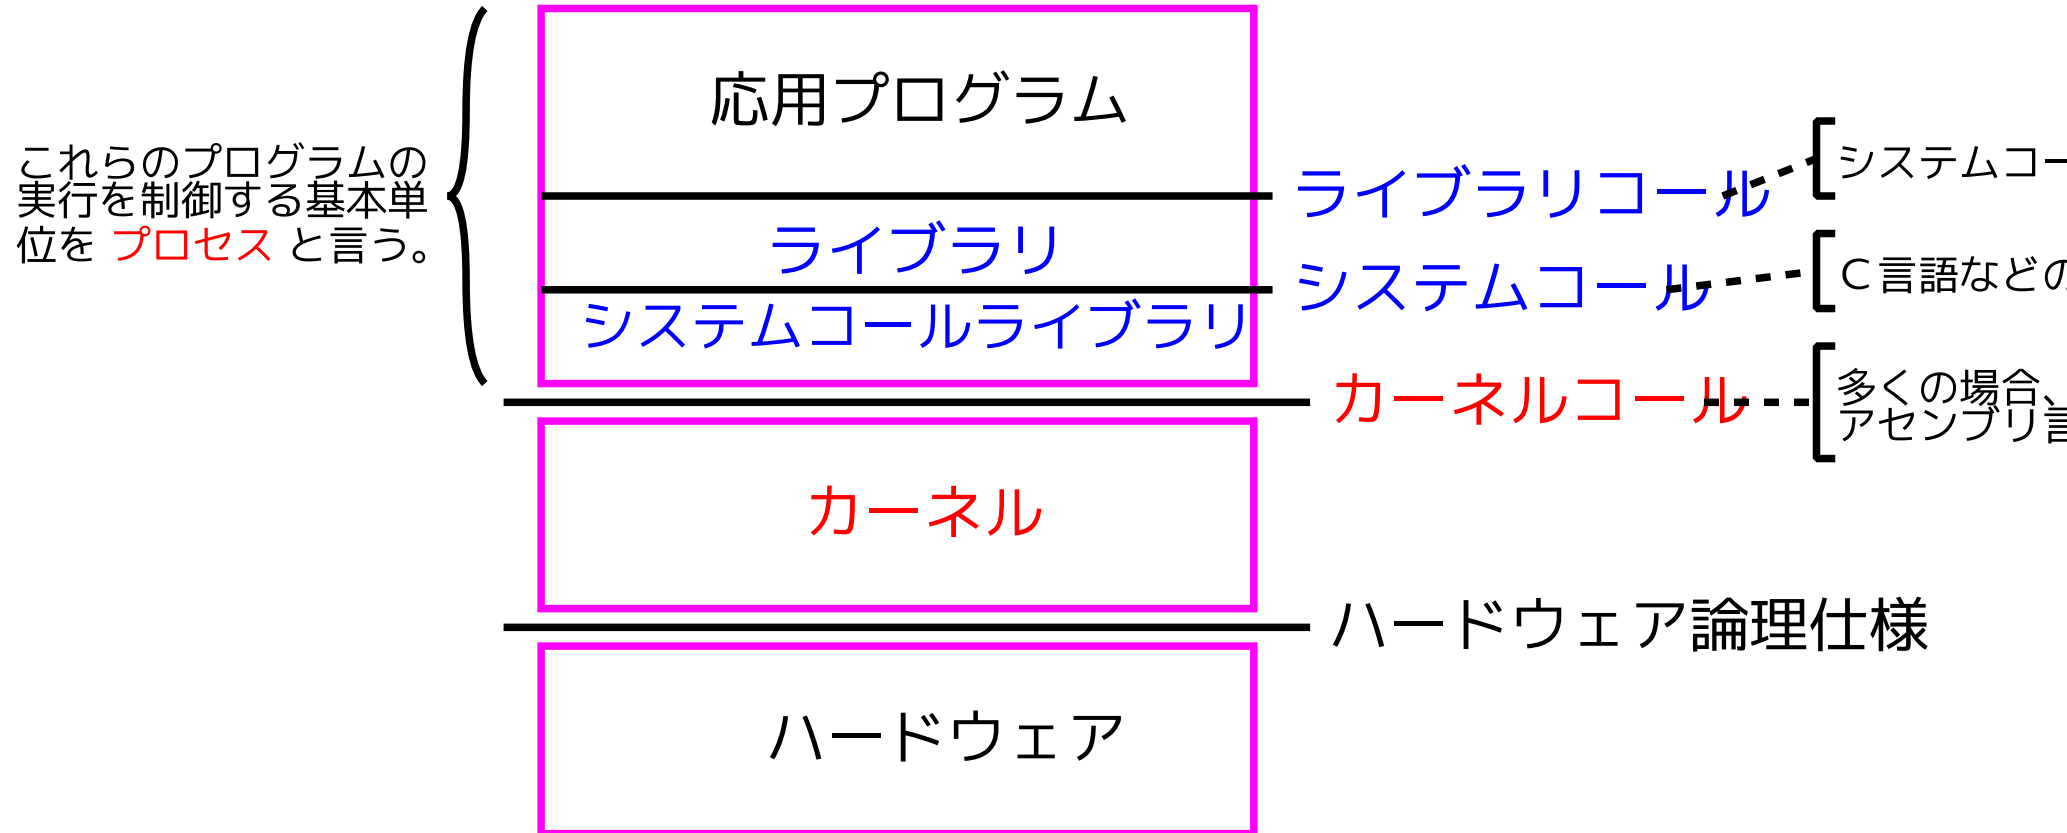 応用プログラム
これらのプログラムの
実行を制御する基本単
位を プロセス と言う。
ライブラリコール
システムコー
ライブラリ
システムコール
C言語などの
システムコールライブラリ
カーネルコール
多くの場合、
アセンブリ言
カーネル
ハードウェア論理仕様
ハードウェア